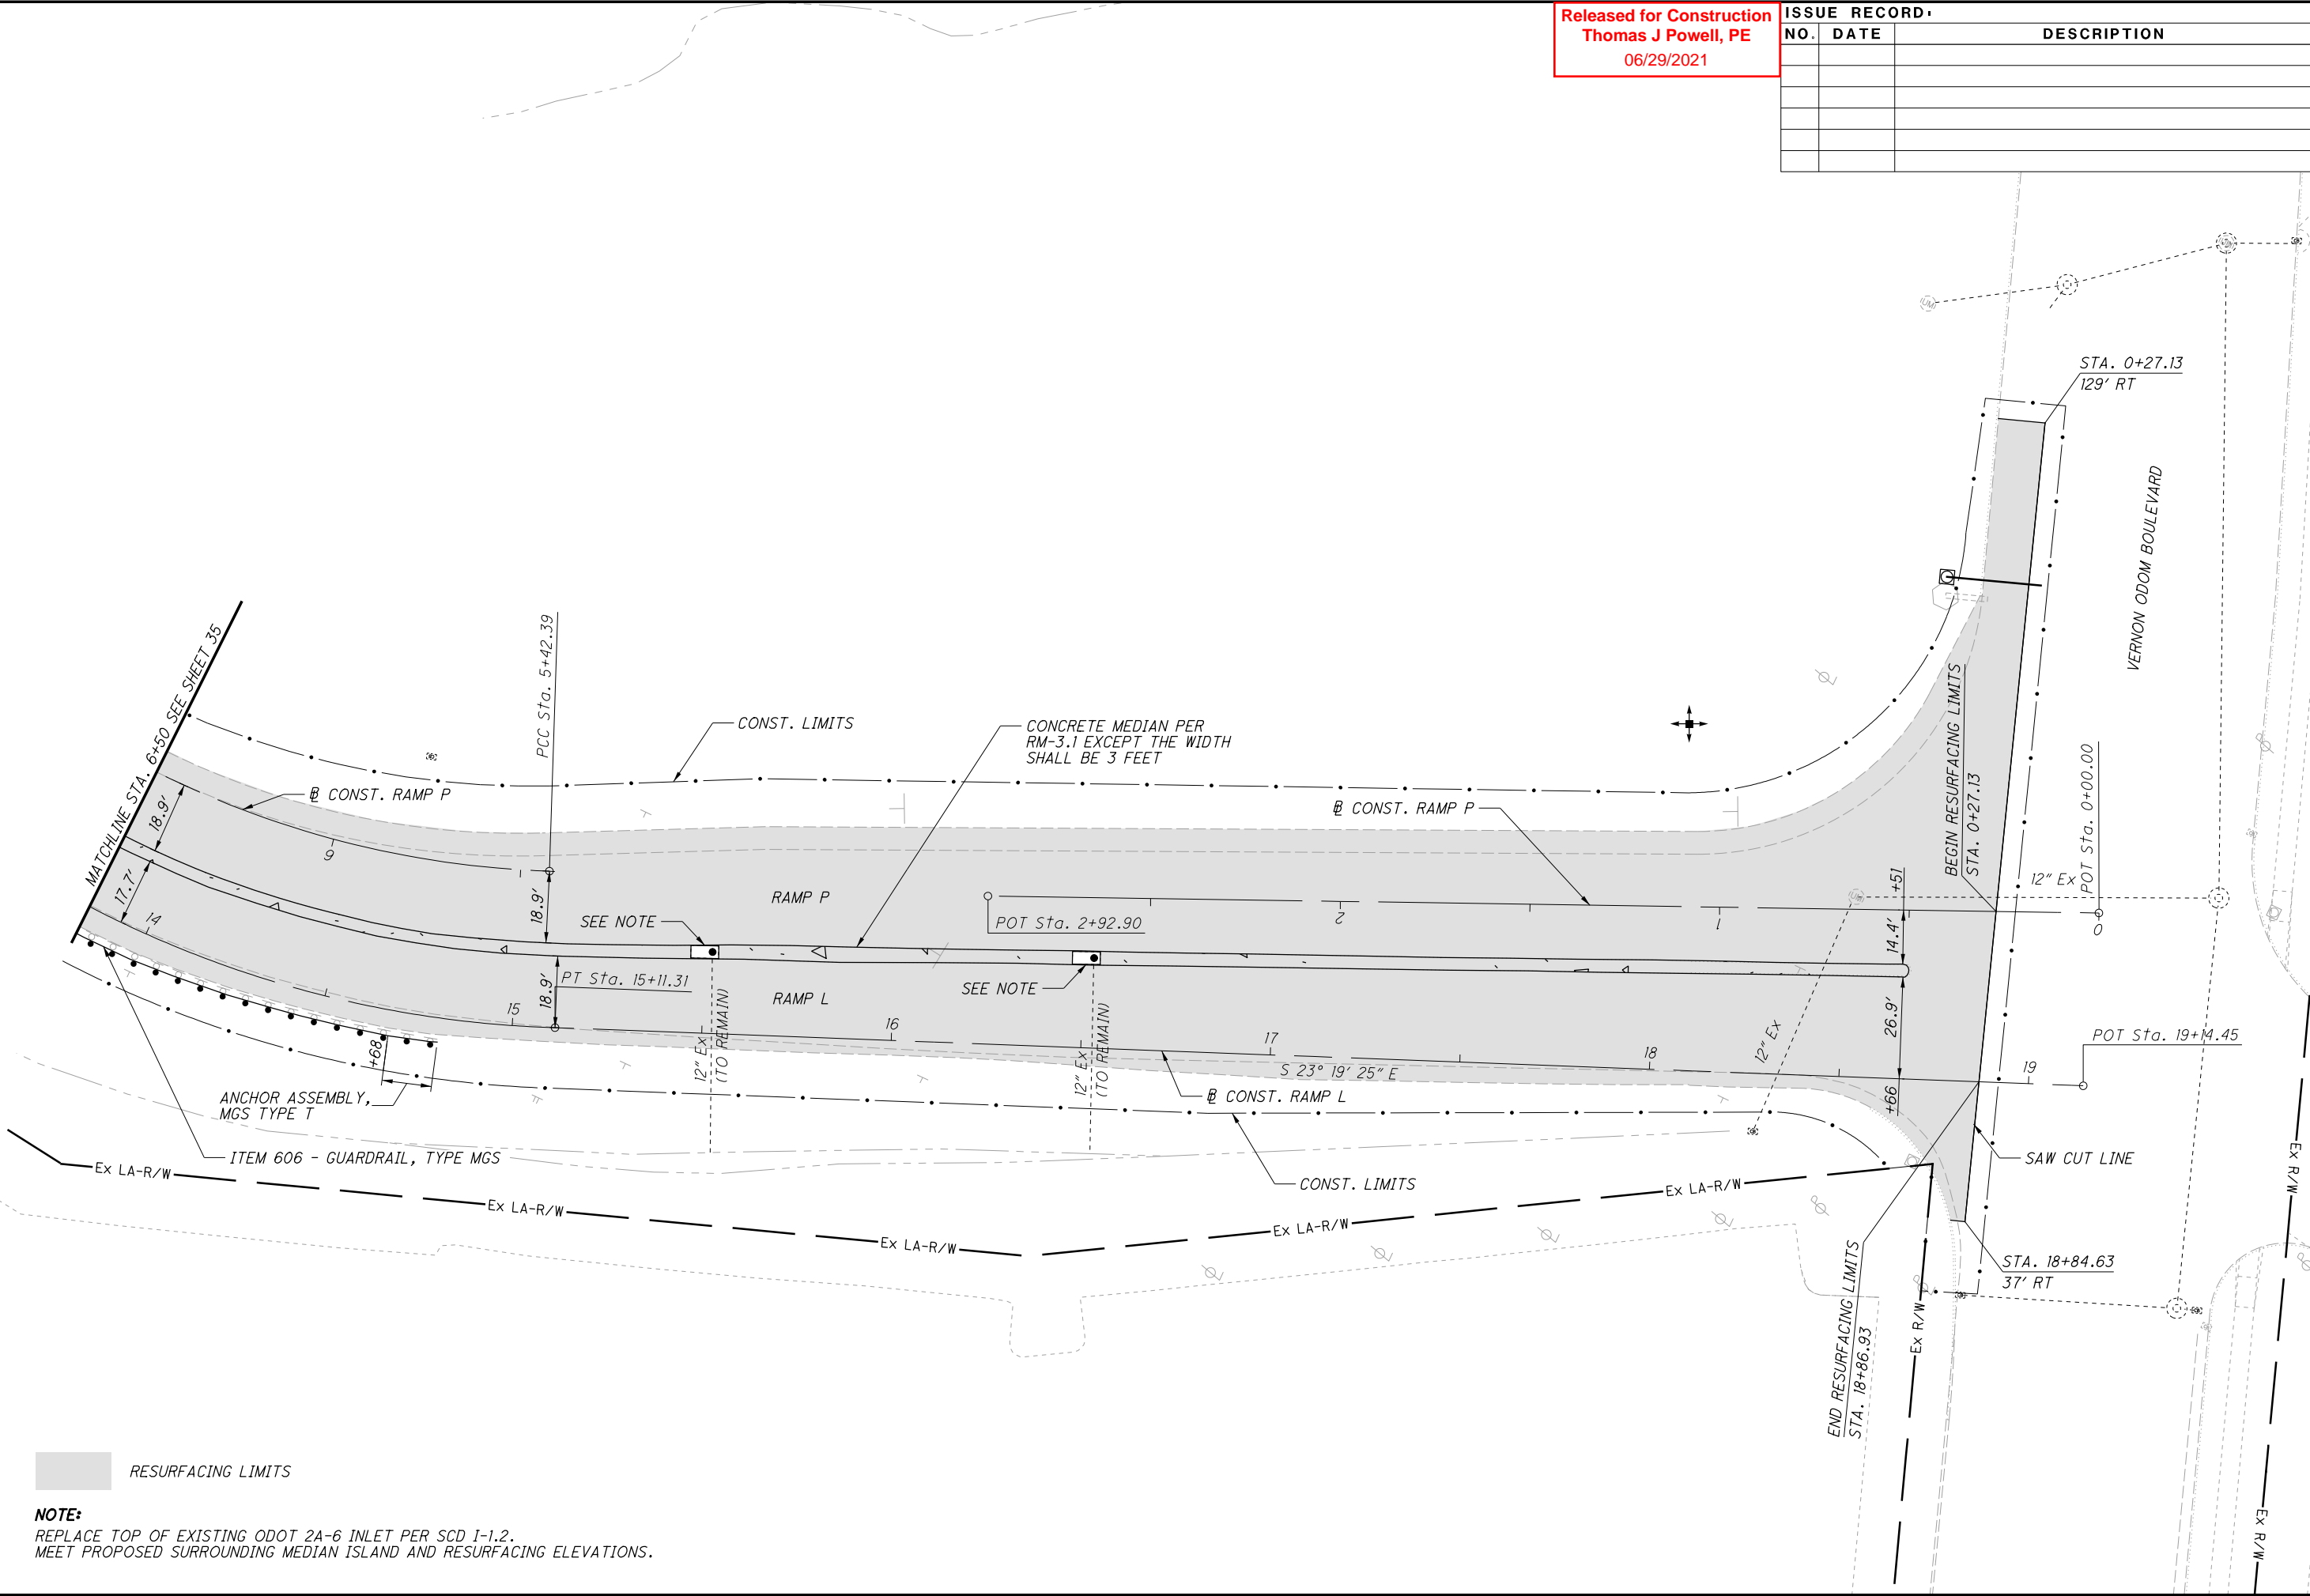 Released for Construction
Thomas J Powell, PE
06/29/2021
ISSUE RECORD:
NO. DATE DESCRIPTION
STA. 0+27.13
129' RT
VERNON ODOM BOULEVARD
MATCHLINE STA. 6+50 SEE SHEET 35
PCC Sta. 5+42.39
CONST. LIMITS
CONCRETE MEDIAN PER
RM-3.1 EXCEPT THE WIDTH
SHALL BE 3 FEET
BEGIN RESURFACING LIMITS
STA. 0+27.13
POT Sta. 0+00.00
℄ CONST. RAMP P
℄ CONST. RAMP P
18.9'
6
17.7'
14
18.9'
RAMP P
SEE NOTE
POT Sta. 2+92.90
2
1
14.4'
+51
12" Ex
0
UM
UM
18.9'
PT Sta. 15+11.31
RAMP L
SEE NOTE
15
16
17
18
19
26.9'
+66
12" Ex
POT Sta. 19+14.45
12" Ex
(TO REMAIN)
12" Ex
(TO REMAIN)
S 23° 19' 25" E
℄ CONST. RAMP L
+68
ANCHOR ASSEMBLY,
MGS TYPE T
ITEM 606 - GUARDRAIL, TYPE MGS
CONST. LIMITS
SAW CUT LINE
Ex LA-R/W
Ex LA-R/W
Ex LA-R/W
Ex LA-R/W
Ex LA-R/W
Ex R/W
Ex R/W
Ex R/W
END RESURFACING LIMITS
STA. 18+86.93
STA. 18+84.63
37' RT
RESURFACING LIMITS
NOTE:
REPLACE TOP OF EXISTING ODOT 2A-6 INLET PER SCD I-1.2.
MEET PROPOSED SURROUNDING MEDIAN ISLAND AND RESURFACING ELEVATIONS.